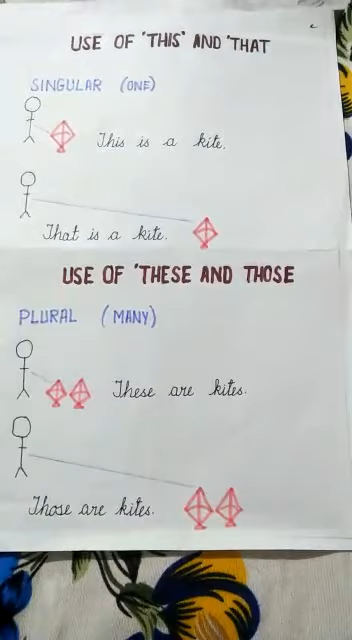 USE OF 'THIS' AND 'THAT
SINGULAR (ONE)
This is a kite.
That is a kite.
USE OF 'THESE AND THOSE
PLURAL (MANY)
These are kites.
Those are kites.